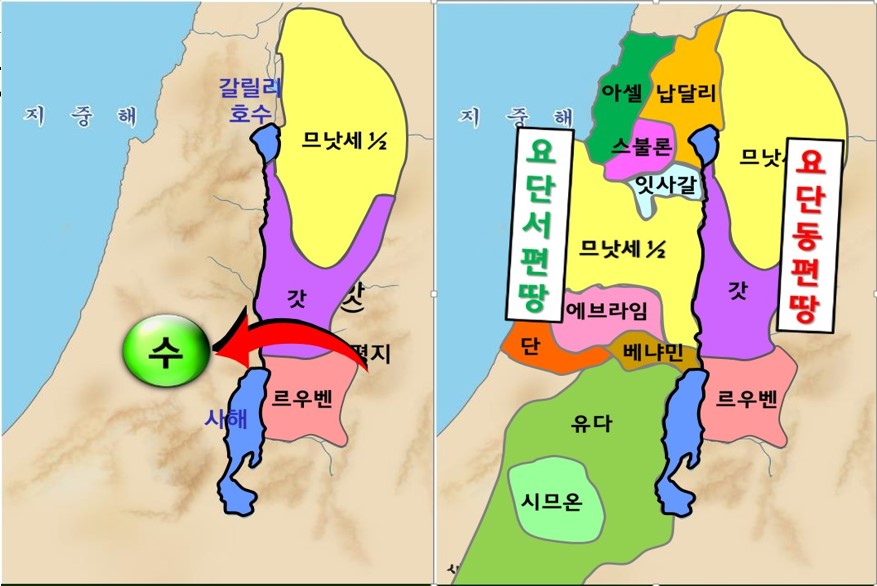 지 중 해
갈릴리
호수
므낫세 ½
갓
평지
수
르우벤
사해
지 중 해
아셀
납달리
스불론
잇사갈
므낫
요단서편땅
요단동편땅
므낫세 ½
갓
에브라임
단
베냐민
르우벤
유다
시므온